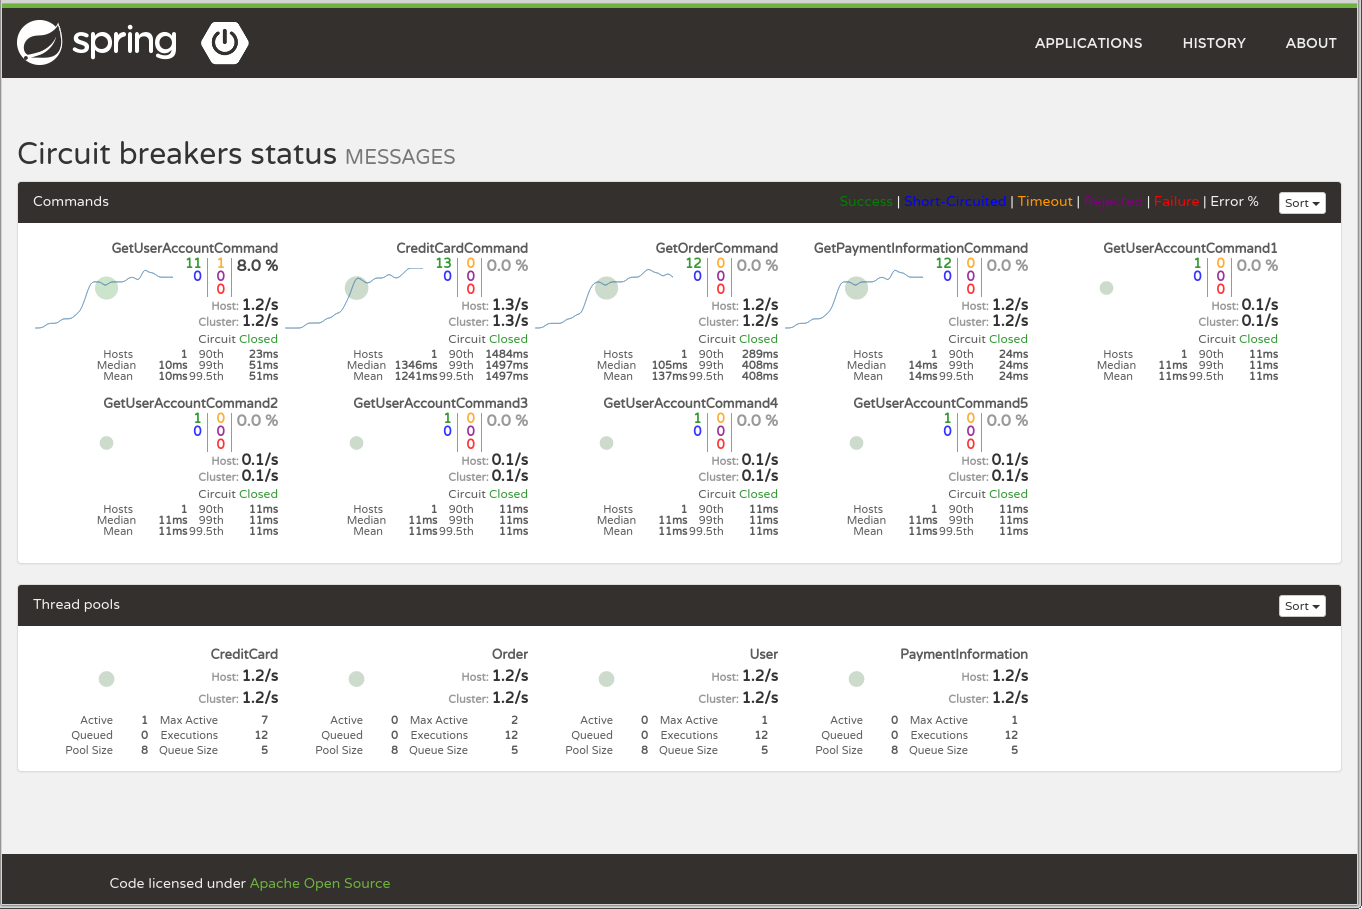 spring
APPLICATIONS HISTORY ABOUT
Circuit breakers status MESSAGES
Commands Success | Short-Circuited | Timeout | Rejected | Failure | Error % Sort
GetUserAccountCommand CreditCardCommand GetOrderCommand GetPaymentInformationCommand GetUserAccountCommand1
11 1 8.0 % 13 0 0.0 % 12 0 0.0 % 12 0 0.0 % 1 0 0.0 %
0 0 0 0 0 0 0 0 0 0
0 0 0 0 0
Host: 1.2/s Host: 1.3/s Host: 1.2/s Host: 1.2/s Host: 0.1/s
Cluster: 1.2/s Cluster: 1.3/s Cluster: 1.2/s Cluster: 1.2/s Cluster: 0.1/s
Circuit Closed Circuit Closed Circuit Closed Circuit Closed Circuit Closed
Hosts 1 90th 23ms Hosts 1 90th 1484ms Hosts 1 90th 289ms Hosts 1 90th 24ms Hosts 1 90th 11ms
Median 10ms 99th 51ms Median 1346ms 99th 1497ms Median 105ms 99th 408ms Median 14ms 99th 24ms Median 11ms 99th 11ms
Mean 10ms 99.5th 51ms Mean 1241ms 99.5th 1497ms Mean 137ms 99.5th 408ms Mean 14ms 99.5th 24ms Mean 11ms 99.5th 11ms
GetUserAccountCommand2 GetUserAccountCommand3 GetUserAccountCommand4 GetUserAccountCommand5
1 0 0.0 % 1 0 0.0 % 1 0 0.0 % 1 0 0.0 %
0 0 0 0 0 0 0 0
0 0 0 0
Host: 0.1/s Host: 0.1/s Host: 0.1/s Host: 0.1/s
Cluster: 0.1/s Cluster: 0.1/s Cluster: 0.1/s Cluster: 0.1/s
Circuit Closed Circuit Closed Circuit Closed Circuit Closed
Hosts 1 90th 11ms Hosts 1 90th 11ms Hosts 1 90th 11ms Hosts 1 90th 11ms
Median 11ms 99th 11ms Median 11ms 99th 11ms Median 11ms 99th 11ms Median 11ms 99th 11ms
Mean 11ms 99.5th 11ms Mean 11ms 99.5th 11ms Mean 11ms 99.5th 11ms Mean 11ms 99.5th 11ms
Thread pools Sort
CreditCard Order User PaymentInformation
Host: 1.2/s Host: 1.2/s Host: 1.2/s Host: 1.2/s
Cluster: 1.2/s Cluster: 1.2/s Cluster: 1.2/s Cluster: 1.2/s
Active 1 Max Active 7 Active 0 Max Active 2 Active 0 Max Active 1 Active 0 Max Active 1
Queued 0 Executions 12 Queued 0 Executions 12 Queued 0 Executions 12 Queued 0 Executions 12
Pool Size 8 Queue Size 5 Pool Size 8 Queue Size 5 Pool Size 8 Queue Size 5 Pool Size 8 Queue Size 5
Code licensed under Apache Open Source